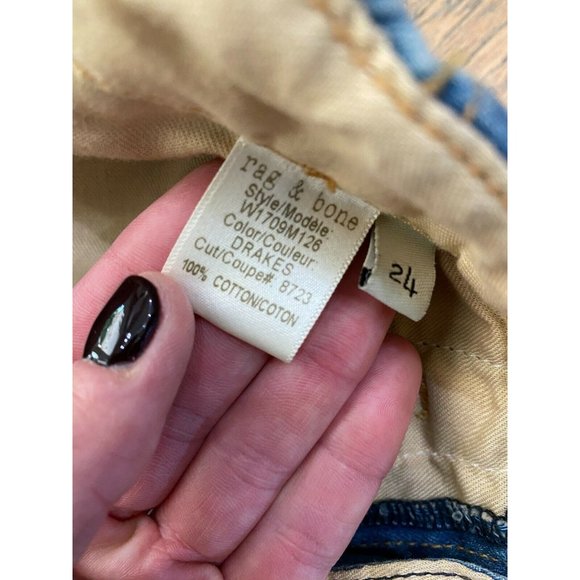 rag & bone
Style/Modèle:
W1709M126
Color/Couleur:
DRAKES
Cut/Coupe# 8723
100% COTTON/COTON
24